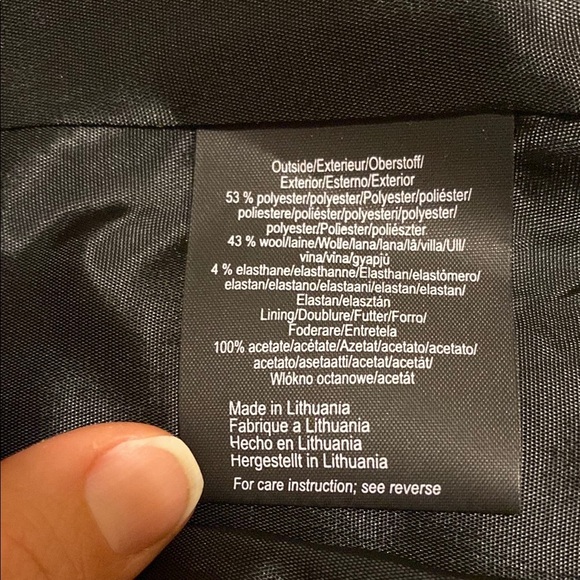 Outside/Exterieur/Oberstoff/
Exterior/Esterno/Exterior
53 % polyester/polyester/Polyester/poliéster/
poliestere/poliéster/polyesteri/polyester/
polyester/Poliester/poliészter
43 % wool/laine/Wolle/lana/lana/lã/villa/Ull/
vina/vina/gyapjú
4 % elasthane/elasthanne/Elasthan/elastómero/
elastan/elastano/elastaani/elastan/elastan/
Elastan/elasztán
Lining/Doublure/Futter/Forro/
Foderare/Entretela
100% acetate/acétate/Azetat/acetato/acetato/
acetato/asetaatti/acetat/acetát/
Wlókno octanowe/acetát
Made in Lithuania
Fabrique a Lithuania
Hecho en Lithuania
Hergestellt in Lithuania
For care instruction; see reverse